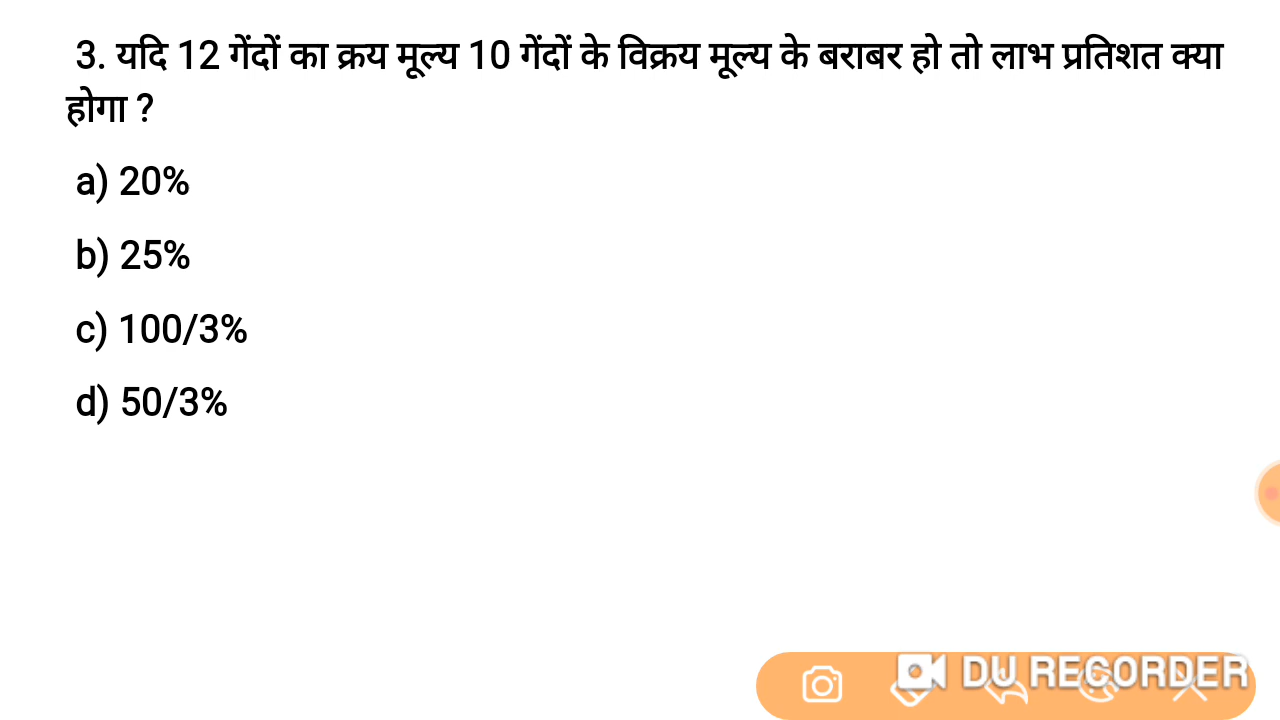 3. यदि 12 गेंदों का क्रय मूल्य 10 गेंदों के विक्रय मूल्य के बराबर हो तो लाभ प्रतिशत क्या
होगा ?
a) 20%
b) 25%
c) 100/3%
d) 50/3%
DU RECORDER